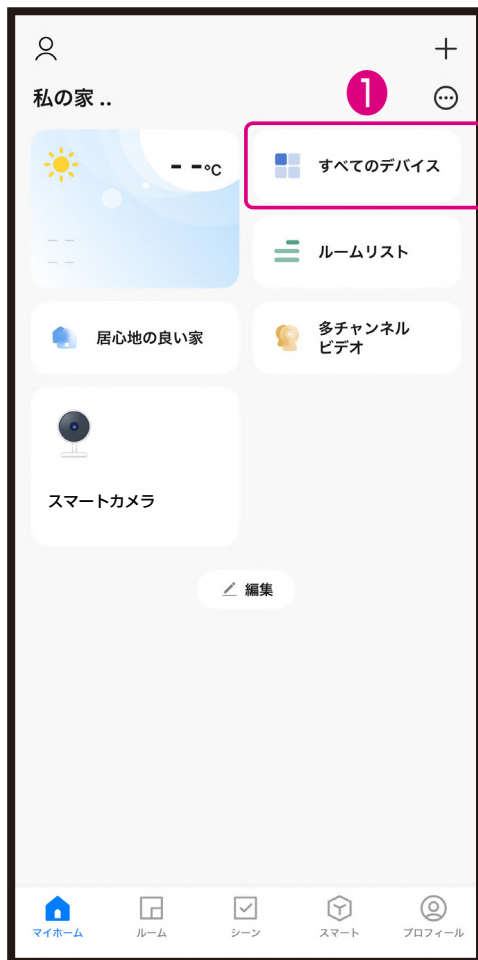 私の家 ..
1
- -°C
すべてのデバイス
-- --
-- --
ルームリスト
居心地の良い家
多チャンネル
ビデオ
スマートカメラ
編集
マイホーム
ルーム
シーン
スマート
プロフィール